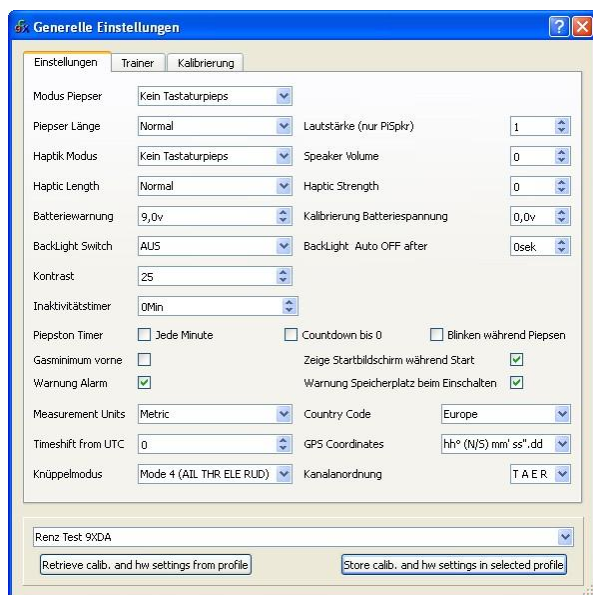 Generelle Einstellungen
Einstellungen Trainer Kalibrierung
Modus Piepser Kein Tastaturpieps
Piepser Länge Normal Lautstärke (nur PiSpkr) 1
Haptik Modus Kein Tastaturpieps Speaker Volume 0
Haptic Length Normal Haptic Strength 0
Batteriewarnung 9,0v Kalibrierung Batteriespannung 0,0v
BackLight Switch AUS BackLight Auto OFF after 0sek
Kontrast 25
Inaktivitätstimer 0Min
Piepston Timer Jede Minute Countdown bis 0 Blinken während Piepsen
Gasminimum vorne Zeige Startbildschirm während Start
Warnung Alarm Warnung Speicherplatz beim Einschalten
Measurement Units Metric Country Code Europe
Timeshift from UTC 0 GPS Coordinates hh° (N/S) mm' ss".dd
Knüppelmodus Mode 4 (AIL THR ELE RUD) Kanalanordnung T A E R
Renz Test 9XDA
Retrieve calib. and hw settings from profile Store calib. and hw settings in selected profile